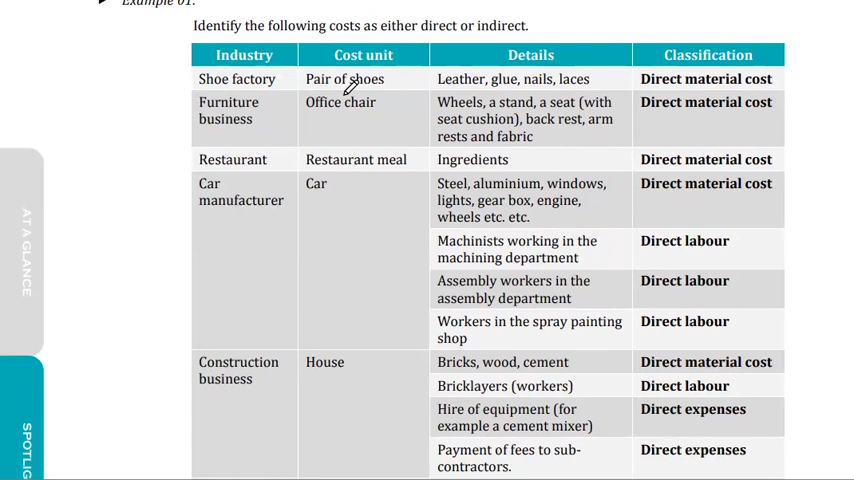 Example 01:
Identify the following costs as either direct or indirect.
Industry Cost unit Details Classification
Shoe factory Pair of shoes Leather, glue, nails, laces Direct material cost
Furniture business Office chair Wheels, a stand, a seat (with Direct material cost
seat cushion), back rest, arm
rests and fabric
Restaurant Restaurant meal Ingredients Direct material cost
Car manufacturer Car Steel, aluminium, windows, Direct material cost
lights, gear box, engine,
wheels etc. etc.
Machinists working in the Direct labour
machining department
Assembly workers in the Direct labour
assembly department
Workers in the spray painting Direct labour
shop
Construction business House Bricks, wood, cement Direct material cost
Bricklayers (workers) Direct labour
Hire of equipment (for Direct expenses
example a cement mixer)
Payment of fees to sub- Direct expenses
contractors.
AT A GLANCE
SPOTLIG